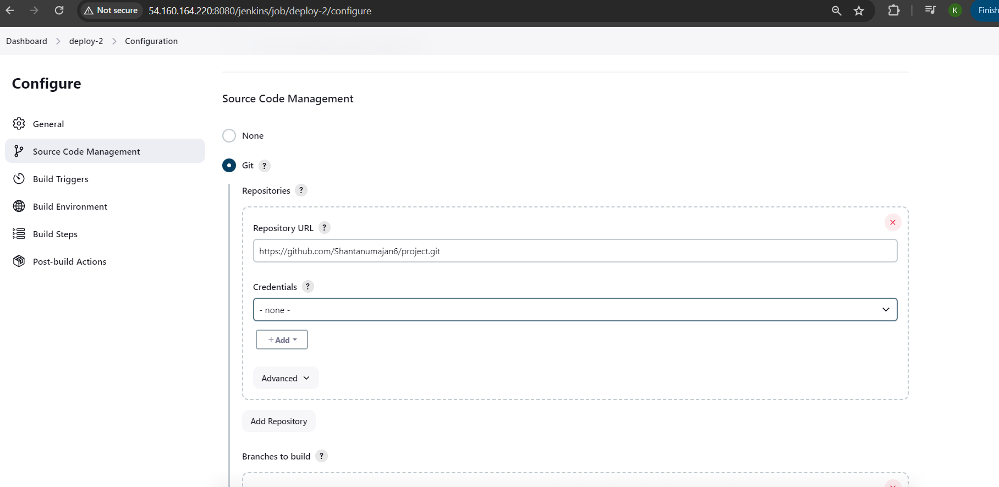 Not secure 54.160.164.220:8080/jenkins/job/deploy-2/configure K Finish
Dashboard deploy-2 Configuration
Configure
General
Source Code Management
Build Triggers
Build Environment
Build Steps
Post-build Actions
Source Code Management
None
Git ?
Repositories ?
Repository URL ?
https://github.com/Shantanumajan6/project.git
Credentials ?
- none -
+ Add
Advanced
Add Repository
Branches to build ?